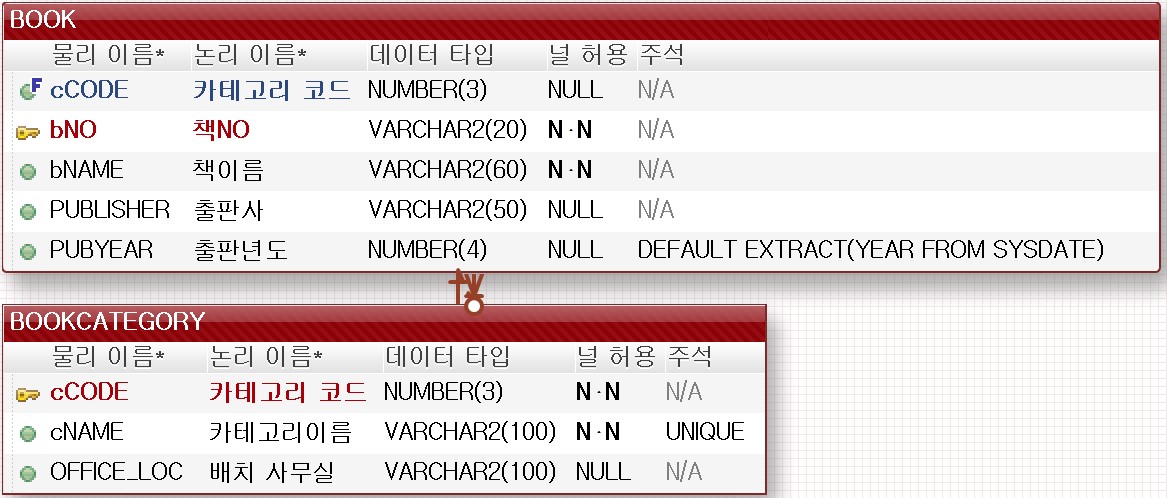 BOOK
물리 이름* 논리 이름* 데이터 타입 널 허용 주석
F cCODE 카테고리 코드 NUMBER(3) NULL N/A
bNO 책NO VARCHAR2(20) N·N N/A
bNAME 책이름 VARCHAR2(60) N·N N/A
PUBLISHER 출판사 VARCHAR2(50) NULL N/A
PUBYEAR 출판년도 NUMBER(4) NULL DEFAULT EXTRACT(YEAR FROM SYSDATE)
BOOKCATEGORY
물리 이름* 논리 이름* 데이터 타입 널 허용 주석
cCODE 카테고리 코드 NUMBER(3) N·N N/A
cNAME 카테고리이름 VARCHAR2(100) N·N UNIQUE
OFFICE_LOC 배치 사무실 VARCHAR2(100) NULL N/A